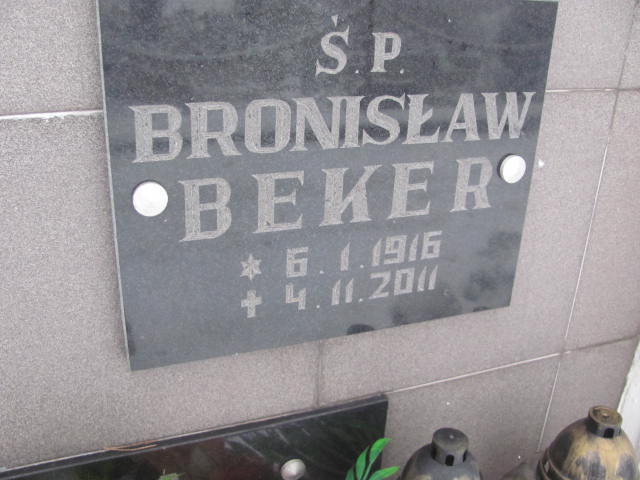 Ś.P.
BRONISŁAW
BEKER
* 6.1.1916
✝ 4.11.2011